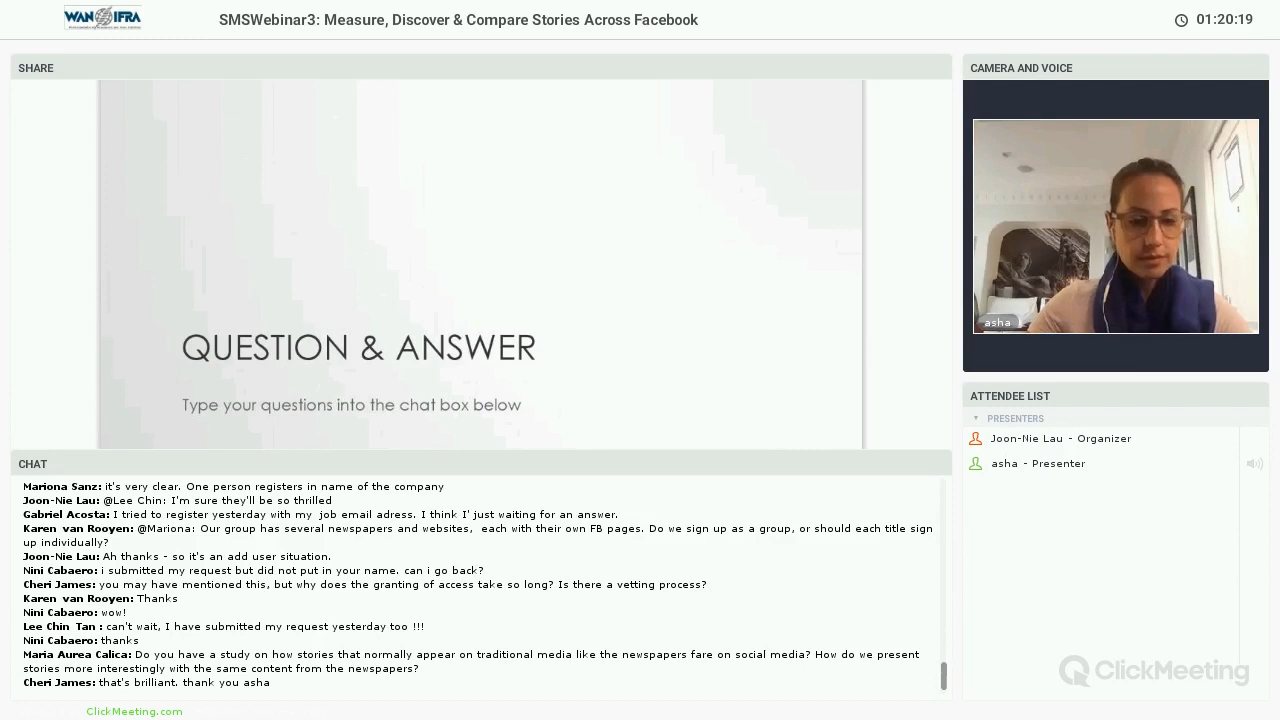 WAN IFRA
SMSWebinar3: Measure, Discover & Compare Stories Across Facebook
01:20:19
SHARE
QUESTION & ANSWER
Type your questions into the chat box below
CAMERA AND VOICE
asha
ATTENDEE LIST
PRESENTERS
Joon-Nie Lau - Organizer
asha - Presenter
CHAT
Mariona Sanz: it's very clear. One person registers in name of the company
Joon-Nie Lau: @Lee Chin: I'm sure they'll be so thrilled
Gabriel Acosta: I tried to register yesterday with my job email adress. I think I'just waiting for an answer.
Karen van Rooyen: @Mariona: Our group has several newspapers and websites, each with their own FB pages. Do we sign up as a group, or should each title sign
up individually?
Joon-Nie Lau: Ah thanks - so it's an add user situation.
Nini Cabaero: i submitted my request but did not put in your name. can i go back?
Cheri James: you may have mentioned this, but why does the granting of access take so long? Is there a vetting process?
Karen van Rooyen: Thanks
Nini Cabaero: wow!
Lee Chin Tan : can't wait, I have submitted my request yesterday too !!!
Nini Cabaero: thanks
Maria Aurea Calica: Do you have a study on how stories that normally appear on traditional media like the newspapers fare on social media? How do we present
stories more interestingly with the same content from the newspapers?
Cheri James: that's brilliant. thank you asha
ClickMeeting
ClickMeeting.com